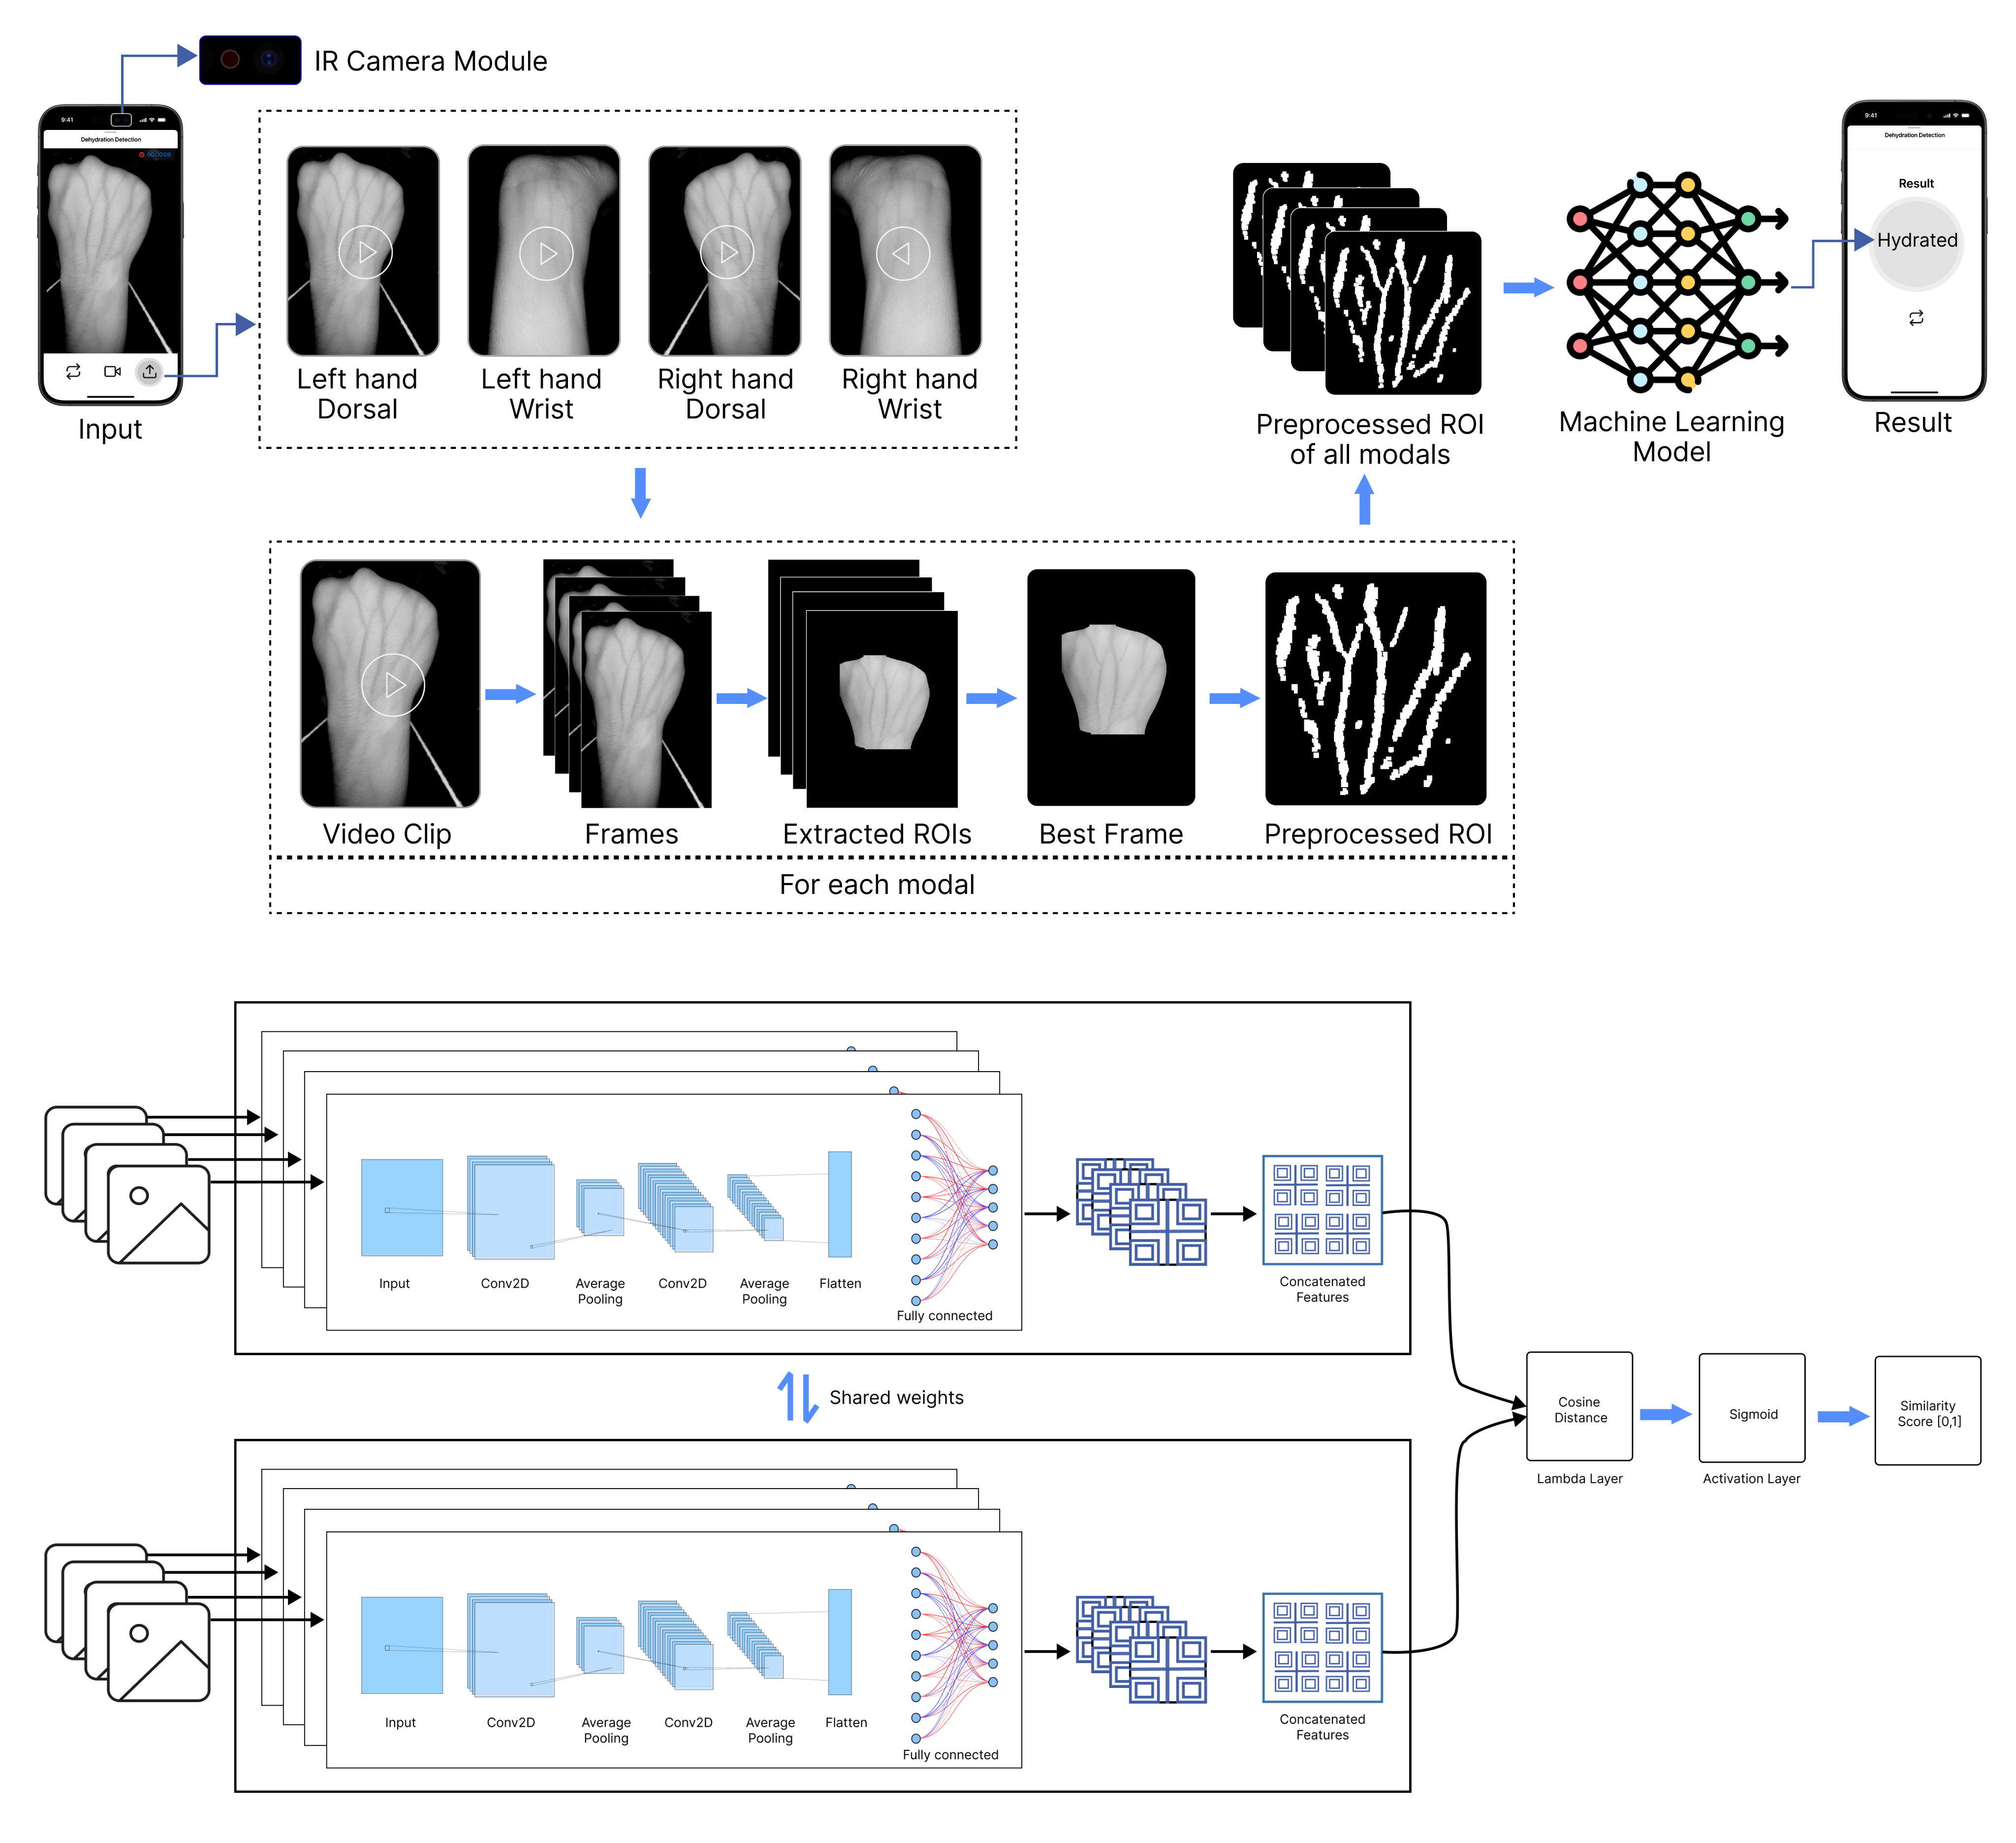 IR Camera Module
9:41
Dehydration Detection
Input
Left hand
Dorsal
Left hand
Wrist
Right hand
Dorsal
Right hand
Wrist
Preprocessed ROI
of all modals
Machine Learning
Model
9:41
Dehydration Detection
Result
Hydrated
Result
Video Clip
Frames
Extracted ROIs
Best Frame
Preprocessed ROI
For each modal
Input
Conv2D
Average
Pooling
Conv2D
Average
Pooling
Flatten
Fully connected
Concatenated
Features
Shared weights
Cosine
Distance
Lambda Layer
Sigmoid
Activation Layer
Similarity
Score [0,1]
Input
Conv2D
Average
Pooling
Conv2D
Average
Pooling
Flatten
Fully connected
Concatenated
Features